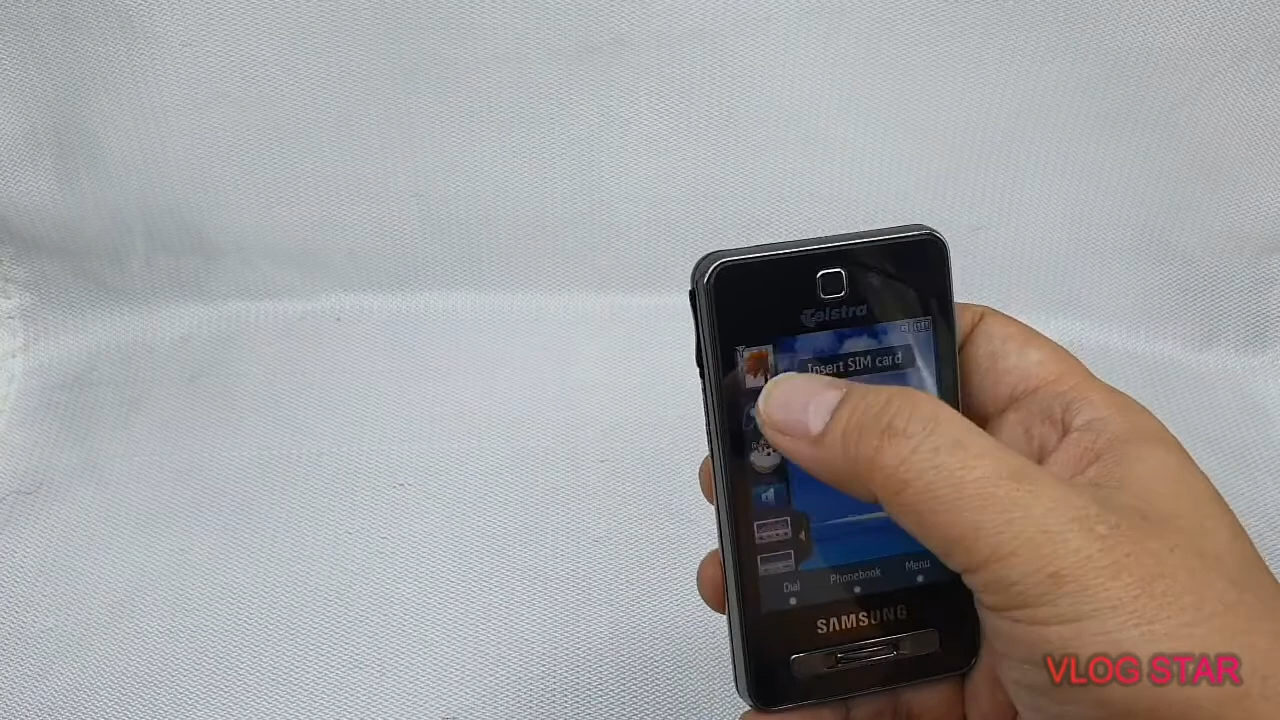 Telstra
Insert SIM card
Dial Phonebook Menu
SAMSUNG
VLOG STAR